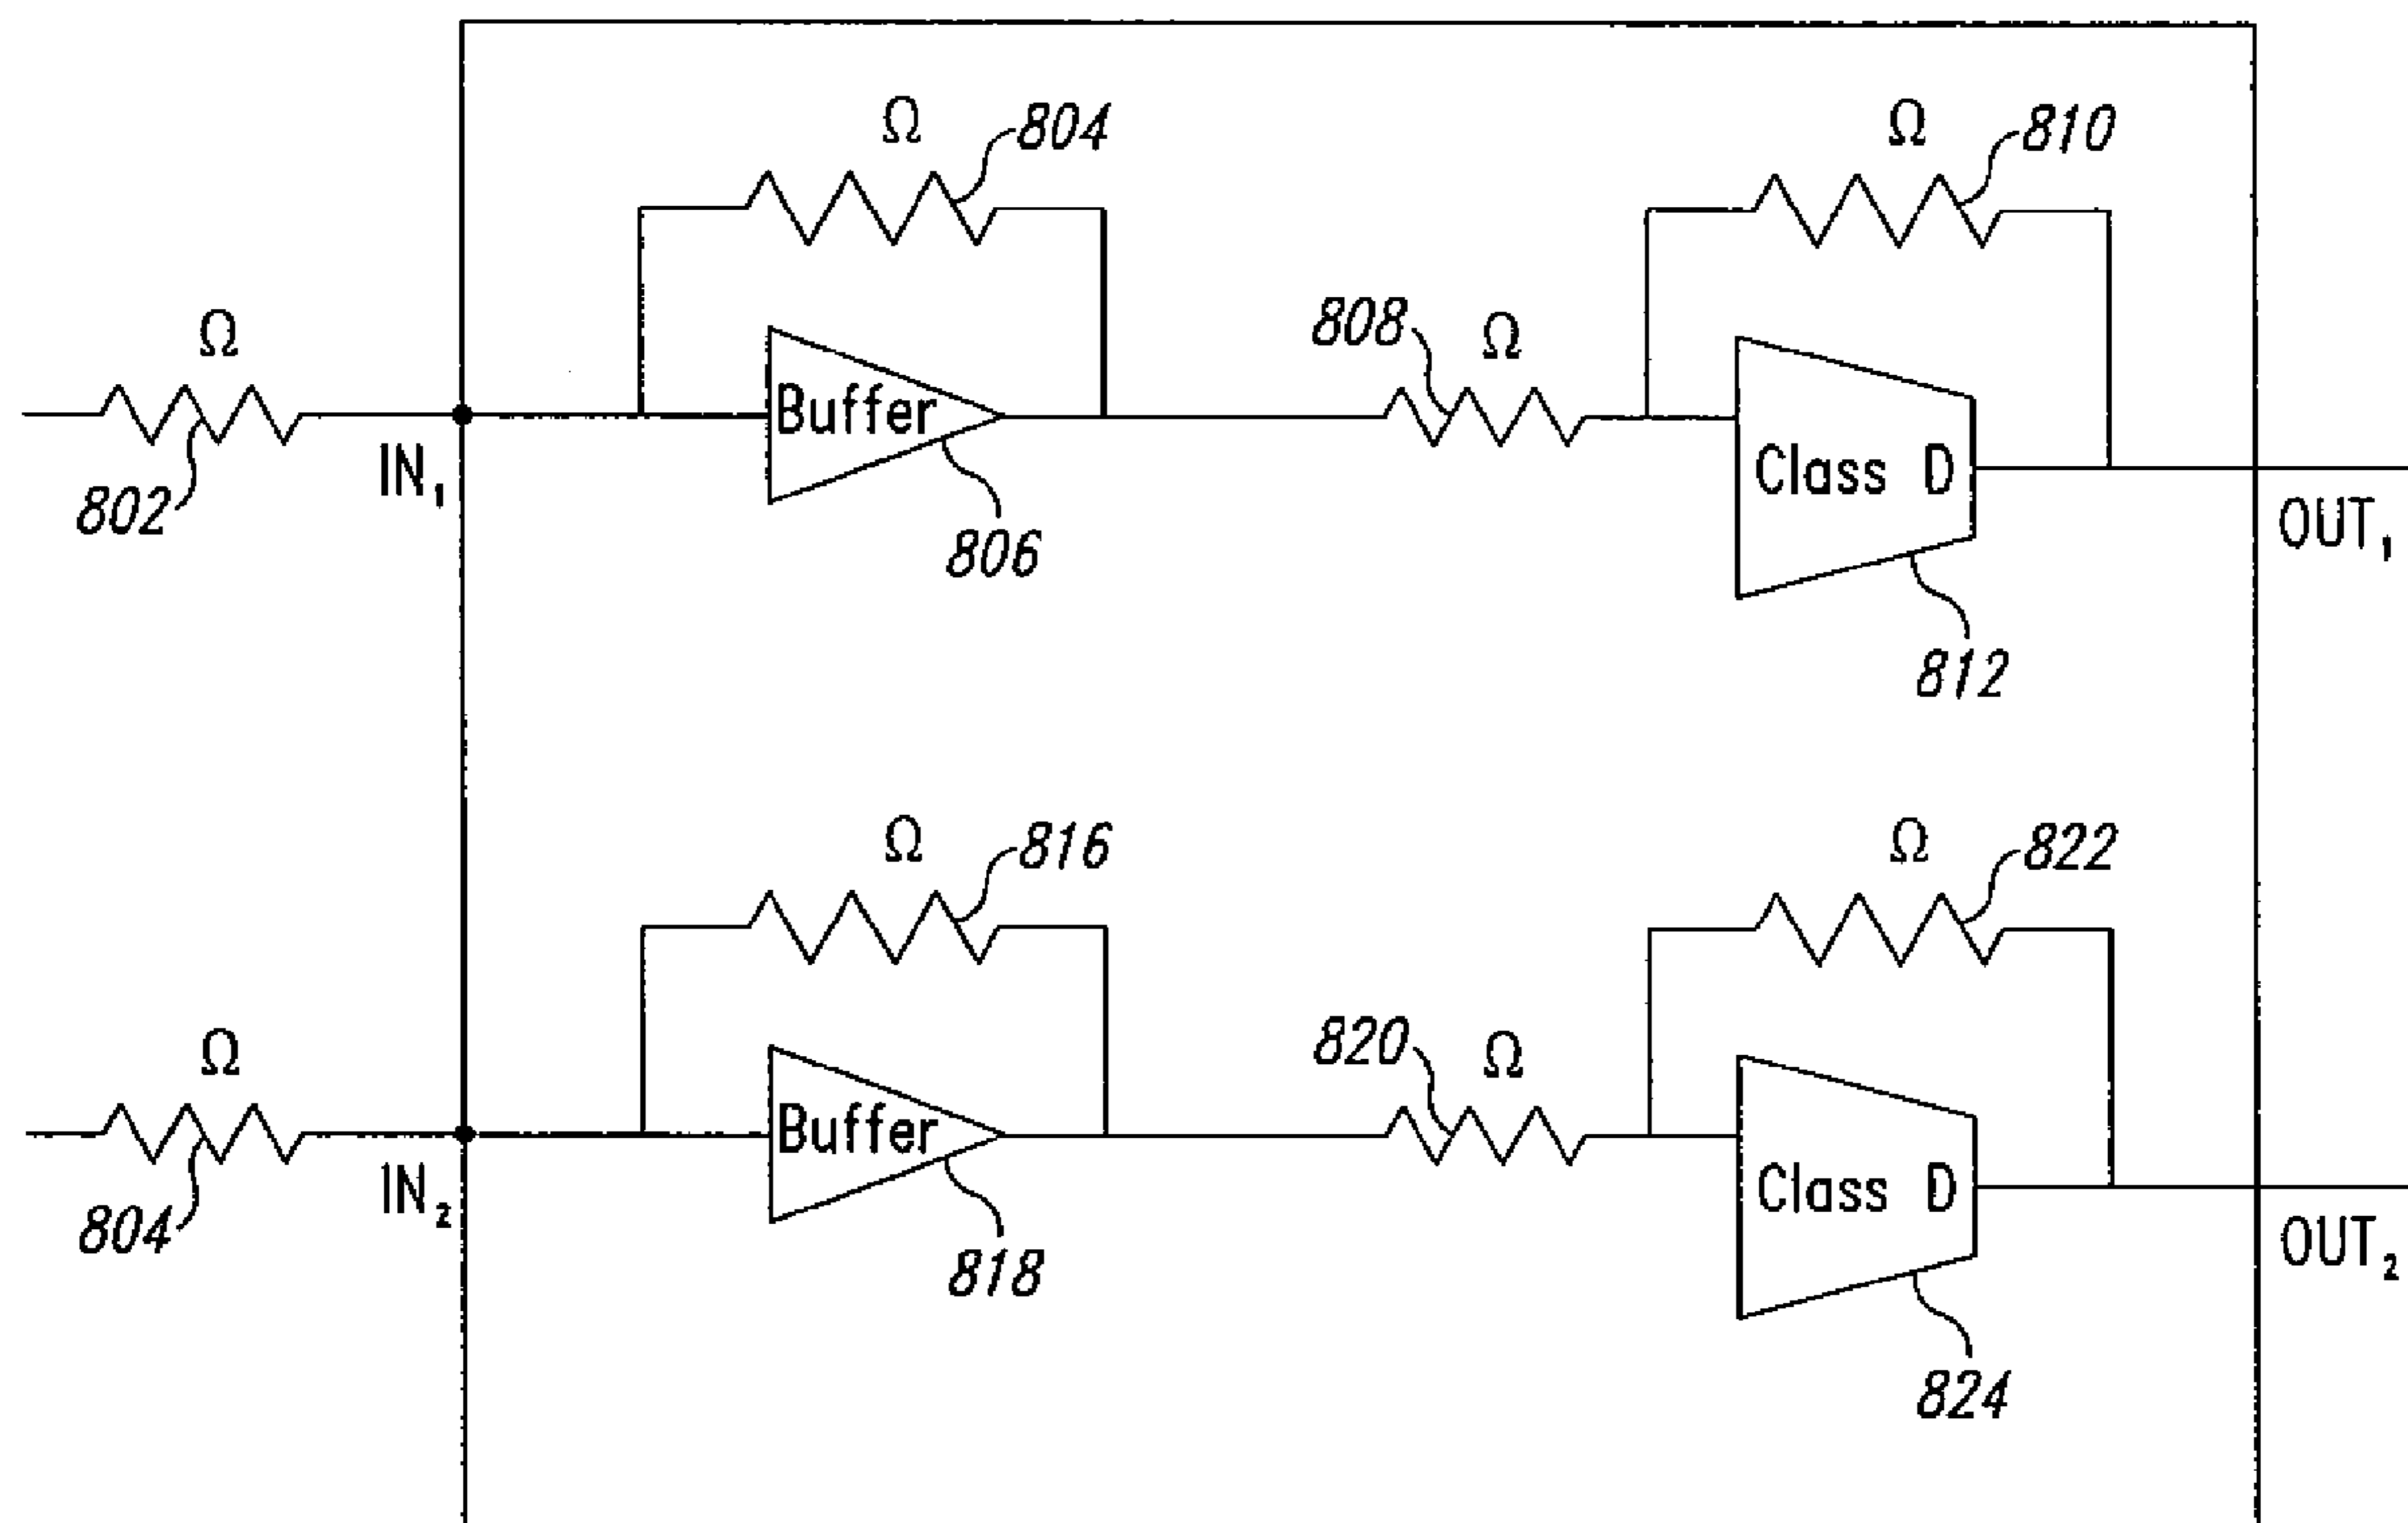 Ω 804
Ω 810
Ω
808 Ω
802
IN₁
Buffer
806
Class D
OUT₁
812
Ω 816
Ω 822
Ω
820 Ω
804
IN₂
Buffer
818
Class D
OUT₂
824